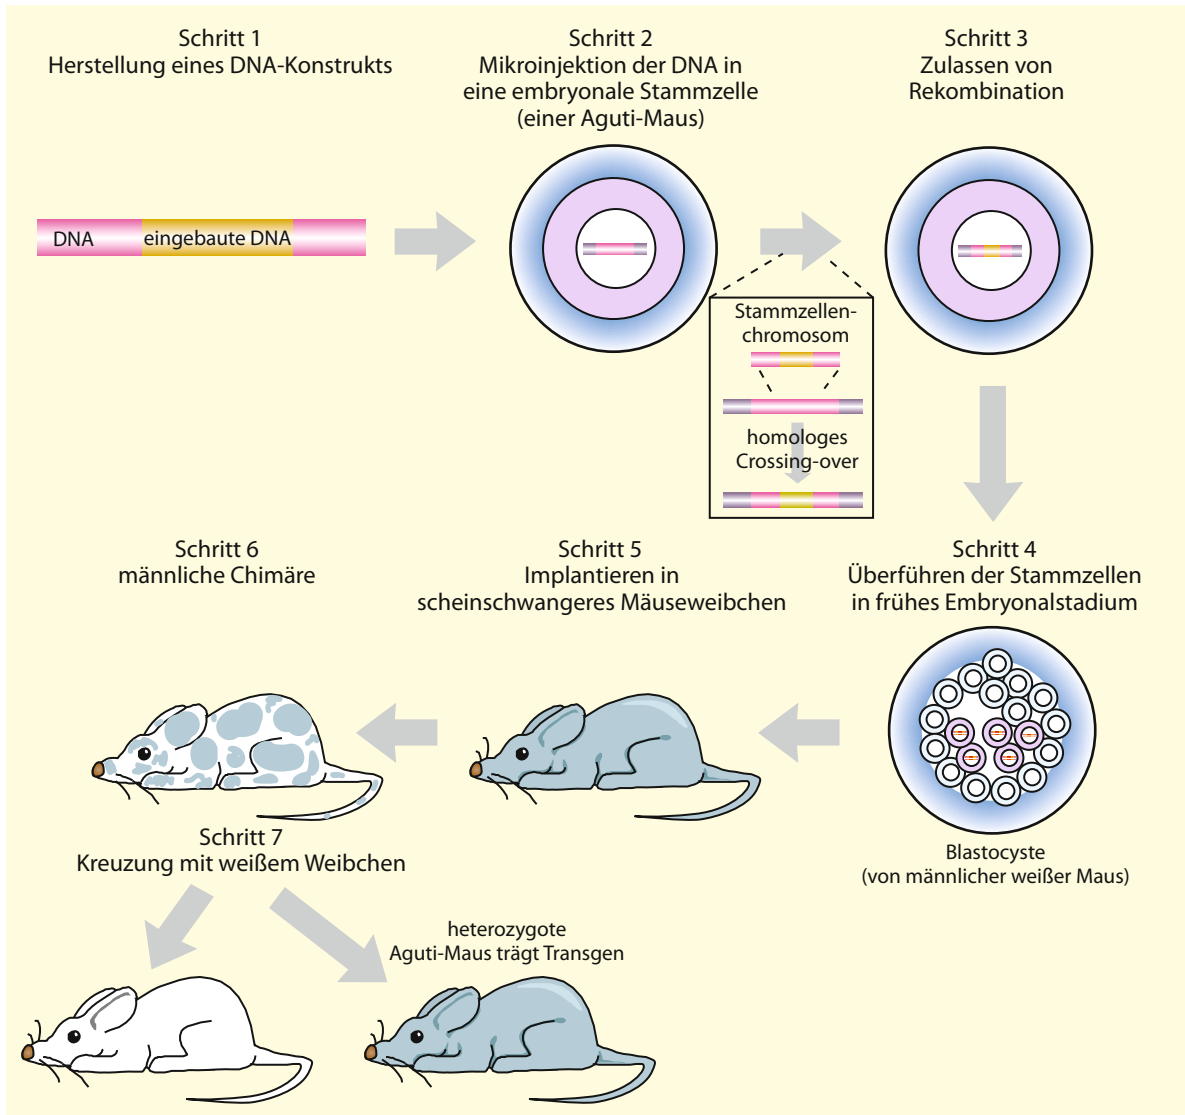 Schritt 1
Herstellung eines DNA-Konstrukts
Schritt 2
Mikroinjektion der DNA in
eine embryonale Stammzelle
(einer Aguti-Maus)
Schritt 3
Zulassen von
Rekombination
DNA
eingebaute DNA
Stammzellen-
chromosom
homologes
Crossing-over
Schritt 4
Überführen der Stammzellen
in frühes Embryonalstadium
Blastocyste
(von männlicher weißer Maus)
Schritt 5
Implantieren in
scheinschwangeres Mäuseweibchen
Schritt 6
männliche Chimäre
Schritt 7
Kreuzung mit weißem Weibchen
heterozygote
Aguti-Maus trägt Transgen